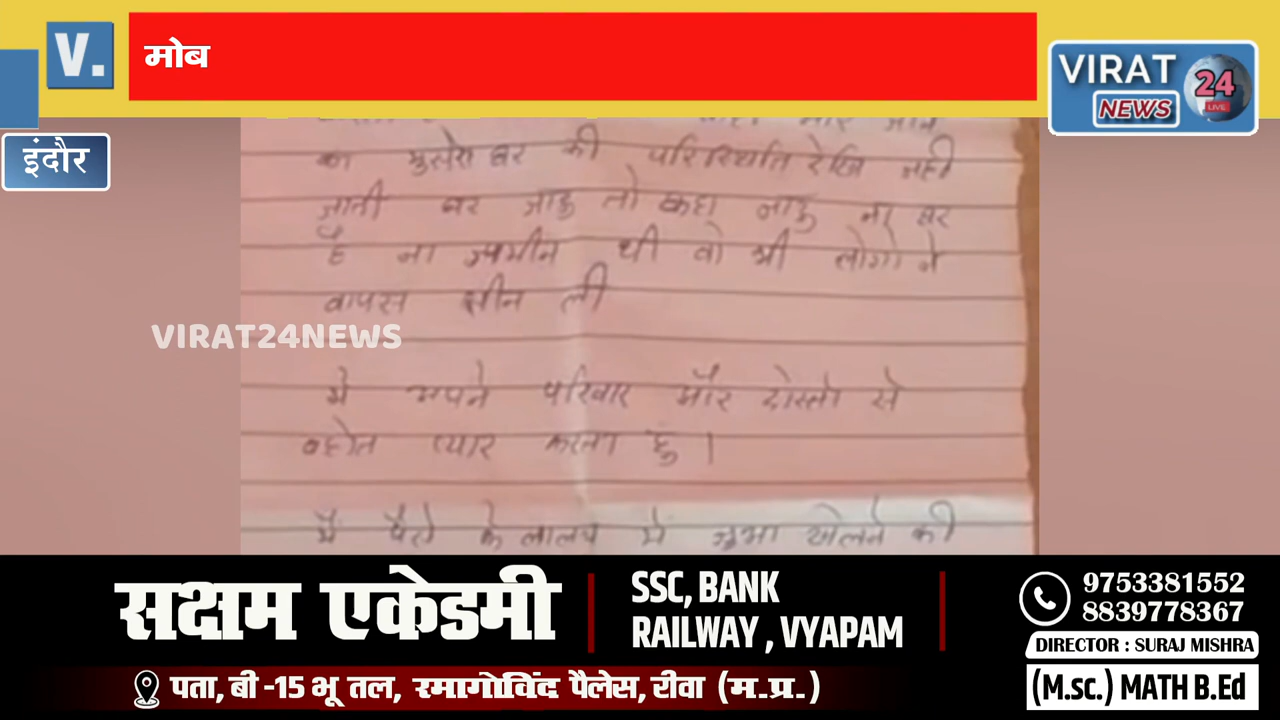 V.
मोब
VIRAT
24
LIVE
NEWS
इंदौर
का मुसेरा घर की परिस्थिति देखि नही
जाती घर जाहु तो कहा जाहु ना घर
है ना जमीन थी वो भी लोगो ने
वापस छीन ली
VIRAT24NEWS
मे अपने परिवार और दोस्तो से
बहोत प्यार करता हु ।
मै पैसे के लालच मे जुआ खेलने की
सक्षम एकेडमी
SSC, BANK
RAILWAY , VYAPAM
9753381552
8839778367
DIRECTOR : SURAJ MISHRA
(M.sc.) MATH B.Ed
पता, बी -15 भू तल, रमागोविंद पैलेस, रीवा (म.प्र.)